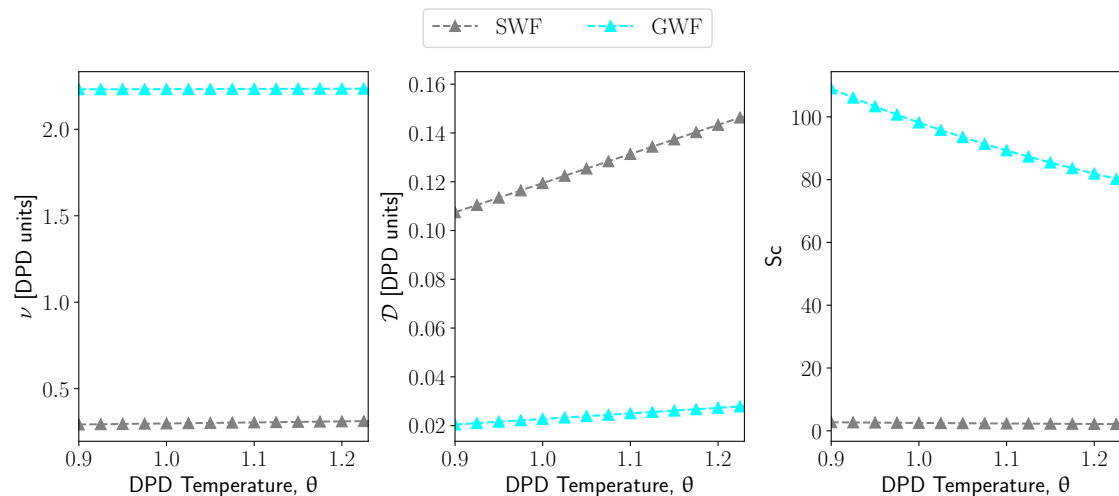 SWF GWF
ν [DPD units]
2.0
1.5
1.0
0.5
0.9 1.0 1.1 1.2
DPD Temperature, θ
𝒟 [DPD units]
0.16
0.14
0.12
0.10
0.08
0.06
0.04
0.02
0.9 1.0 1.1 1.2
DPD Temperature, θ
Sc
100
80
60
40
20
0
0.9 1.0 1.1 1.2
DPD Temperature, θ